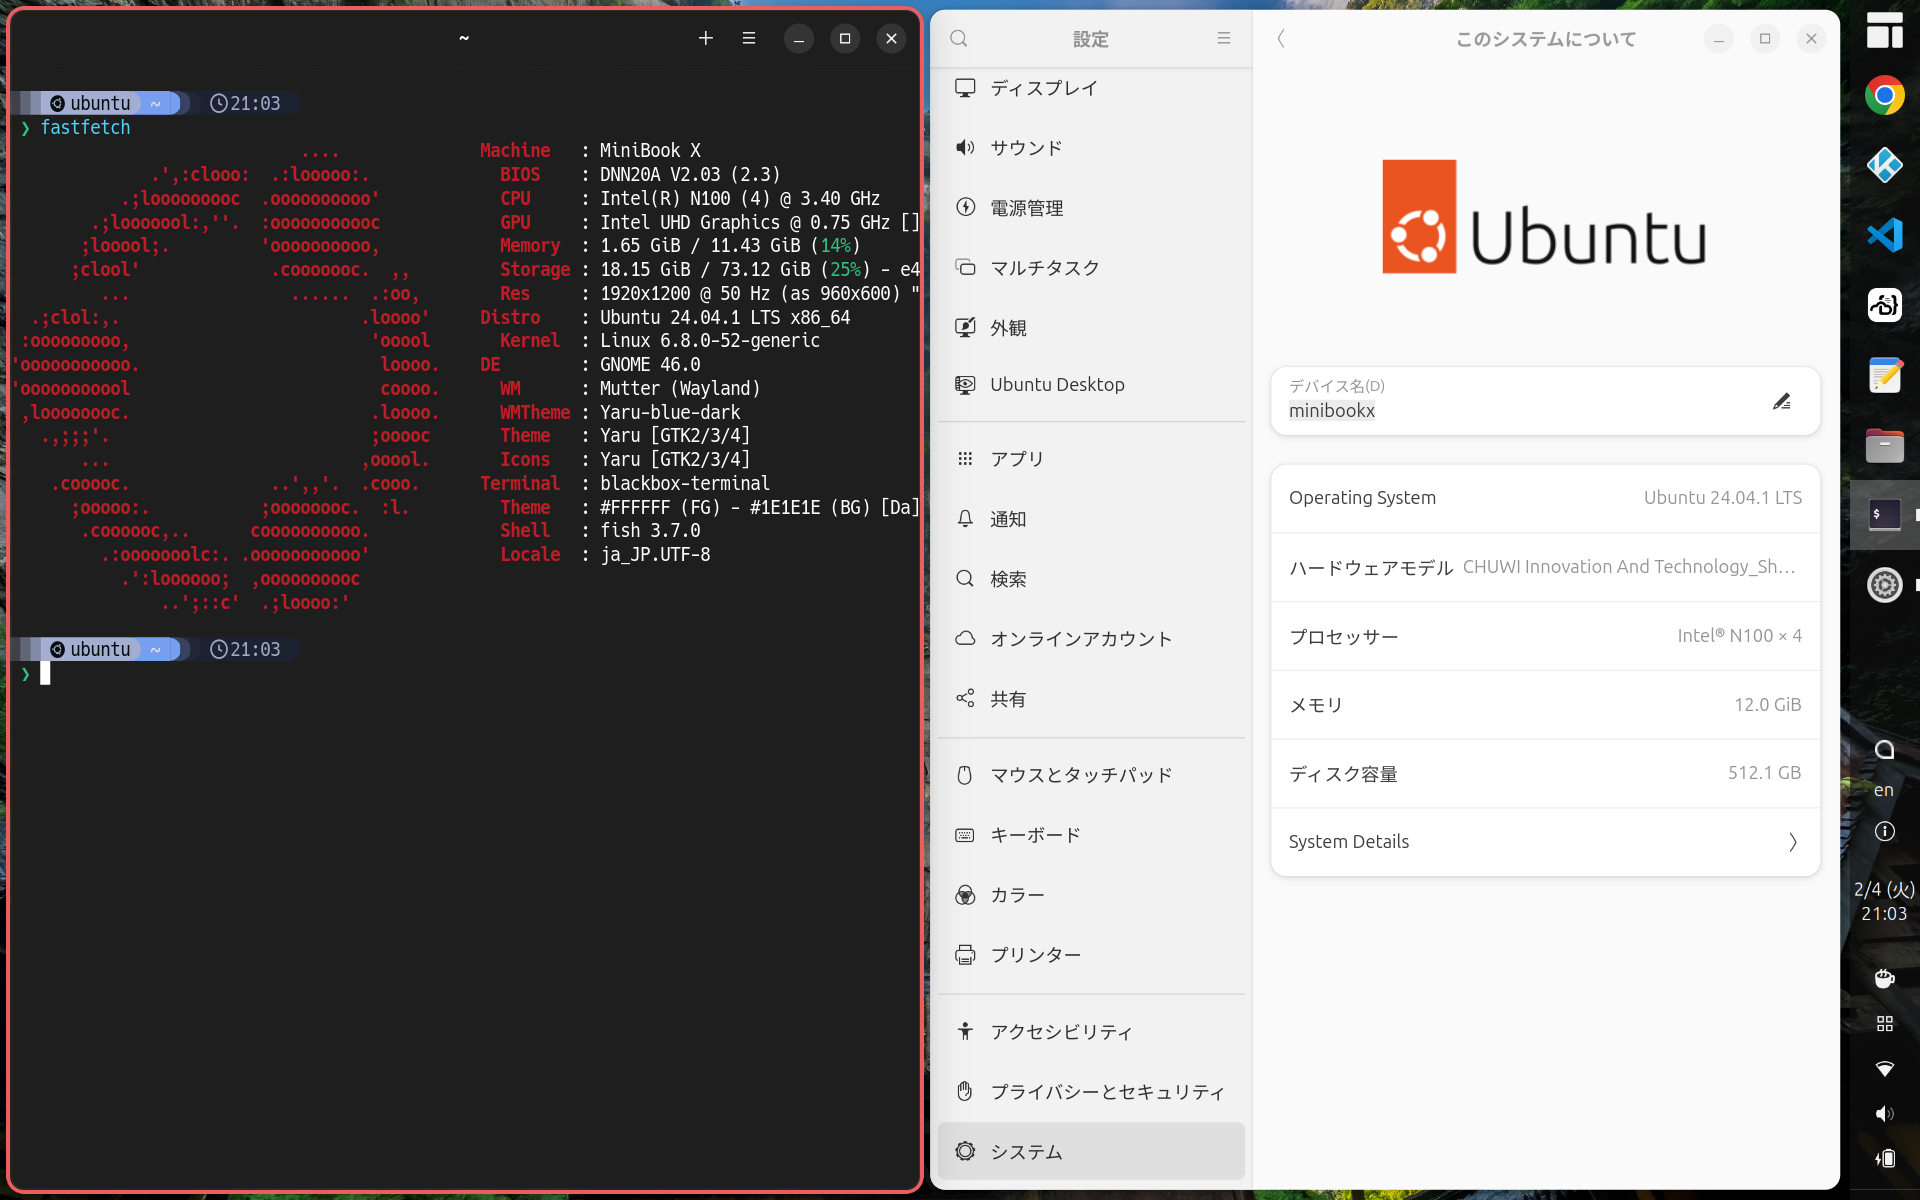 ~
ubuntu ~ 21:03
❯ fastfetch
Machine : MiniBook X
BIOS : DNN20A V2.03 (2.3)
CPU : Intel(R) N100 (4) @ 3.40 GHz
GPU : Intel UHD Graphics @ 0.75 GHz []
Memory : 1.65 GiB / 11.43 GiB (14%)
Storage : 18.15 GiB / 73.12 GiB (25%) - e4
Res : 1920x1200 @ 50 Hz (as 960x600) "
Distro : Ubuntu 24.04.1 LTS x86_64
Kernel : Linux 6.8.0-52-generic
DE : GNOME 46.0
WM : Mutter (Wayland)
WMTheme : Yaru-blue-dark
Theme : Yaru [GTK2/3/4]
Icons : Yaru [GTK2/3/4]
Terminal : blackbox-terminal
Theme : #FFFFFF (FG) - #1E1E1E (BG) [Da]
Shell : fish 3.7.0
Locale : ja_JP.UTF-8
ubuntu ~ 21:03
❯
設定
ディスプレイ
サウンド
電源管理
マルチタスク
外観
Ubuntu Desktop
アプリ
通知
検索
オンラインアカウント
共有
マウスとタッチパッド
キーボード
カラー
プリンター
アクセシビリティ
プライバシーとセキュリティ
システム
このシステムについて
Ubuntu
デバイス名(D)
minibookx
Operating System Ubuntu 24.04.1 LTS
ハードウェアモデル CHUWI Innovation And Technology_Sh…
プロセッサー Intel® N100 × 4
メモリ 12.0 GiB
ディスク容量 512.1 GB
System Details
en
2/4 (火)
21:03